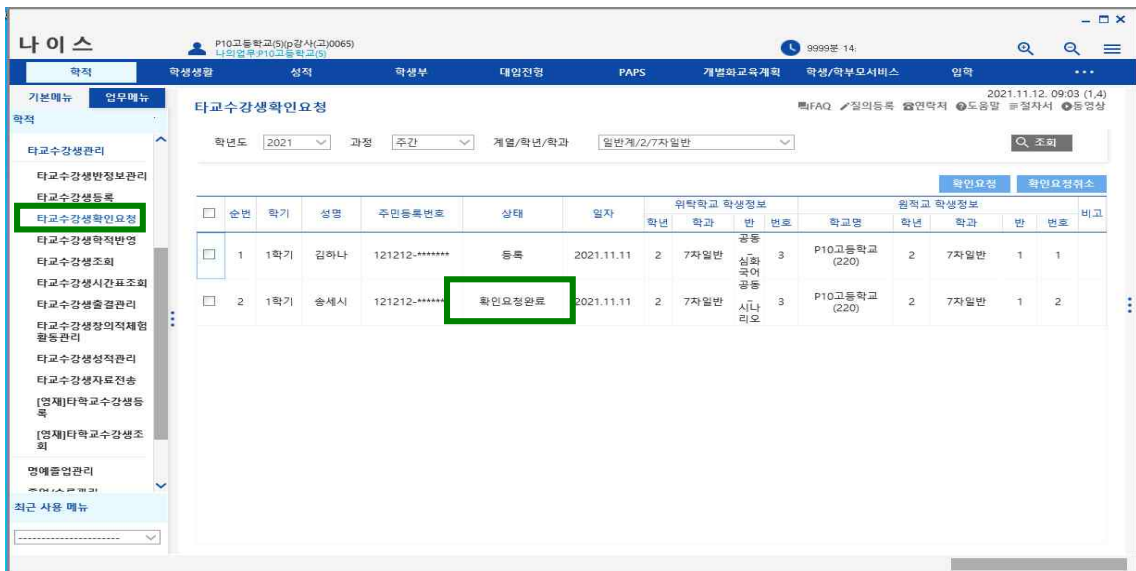 나이스
P10고등학교(5)(p강사(고)0065)
나의업무:P10고등학교(5)
9999분 14:
학적 학생생활 성적 학생부 대입전형 PAPS 개별화교육계획 학생/학부모서비스 입학 ...
기본메뉴 업무메뉴
학적
타교수강생관리
타교수강생반정보관리
타교수강생등록
타교수강생확인요청
타교수강생학적반영
타교수강생조회
타교수강생시간표조회
타교수강생출결관리
타교수강생창의적체험
활동관리
타교수강생성적관리
타교수강생자료전송
[영재]타학교수강생등
록
[영재]타학교수강생조
회
명예졸업관리
최근 사용 메뉴
----------------------
2021.11.12. 09:03 (1,4)
타교수강생확인요청
FAQ 질의등록 연락처 도움말 절차서 동영상
학년도 2021 과정 주간 계열/학년/학과 일반계/2/7차일반 조회
확인요청 확인요청취소
순번 학기 성명 주민등록번호 상태 일자 위탁학교 학생정보 원적교 학생정보 비고
학년 학과 반 번호 학교명 학년 학과 반 번호
1 1학기 김하나 121212-******* 등록 2021.11.11 2 7차일반 공동_심화국어 3 P10고등학교(220) 2 7차일반 1 1
2 1학기 송세시 121212-****** 확인요청완료 2021.11.11 2 7차일반 공동_시나리오 3 P10고등학교(220) 2 7차일반 1 2